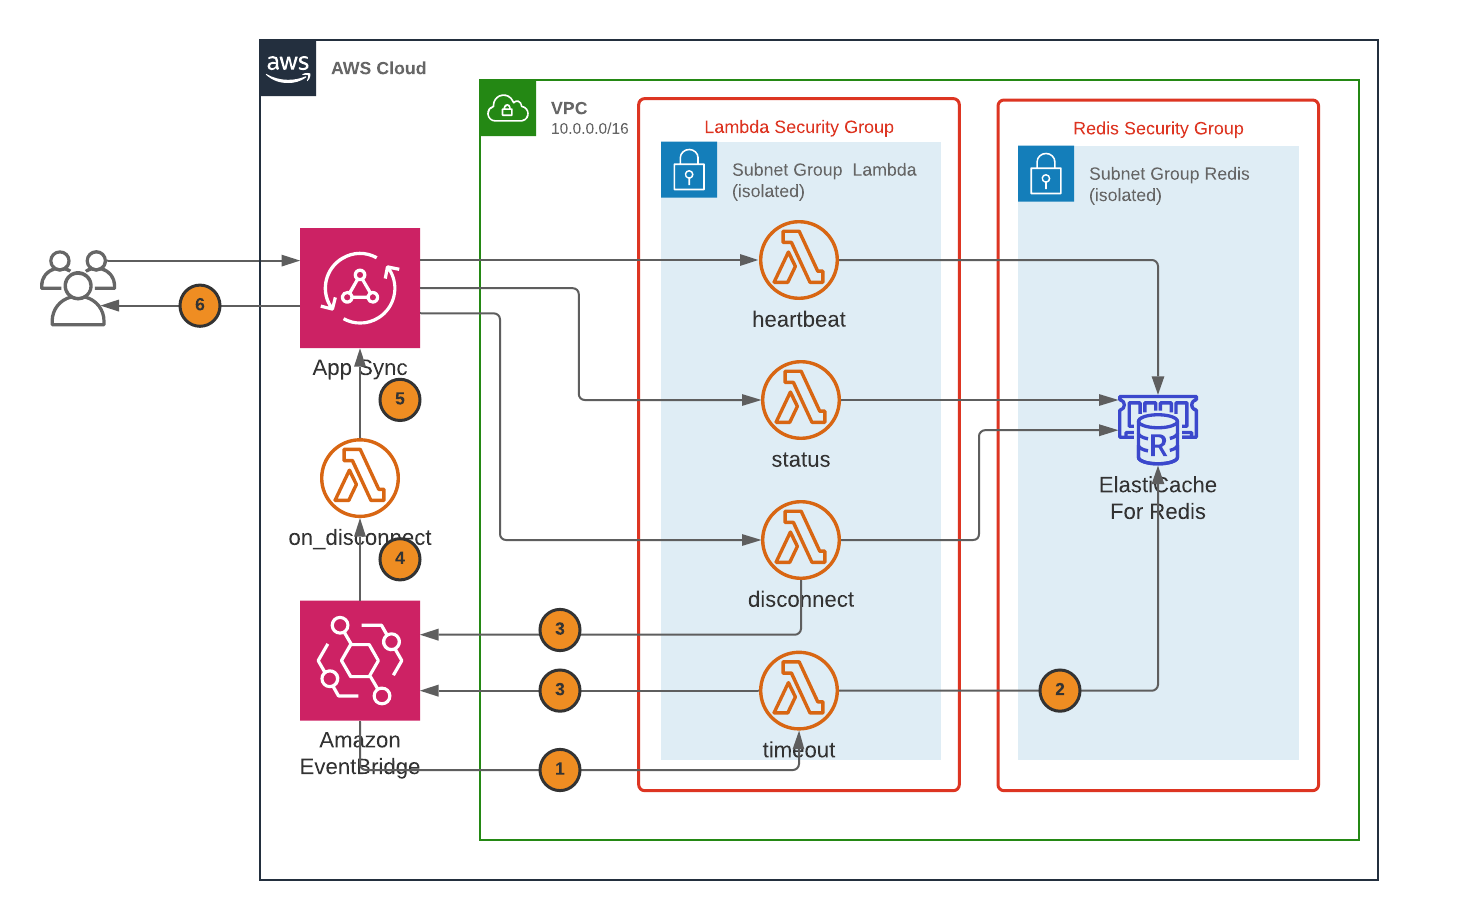 aws
AWS Cloud
VPC
10.0.0.0/16
Lambda Security Group
Redis Security Group
Subnet Group Lambda
(isolated)
Subnet Group Redis
(isolated)
6
App Sync
heartbeat
5
status
R
ElastiCache
For Redis
on_disconnect
4
disconnect
3
3
2
Amazon
EventBridge
timeout
1